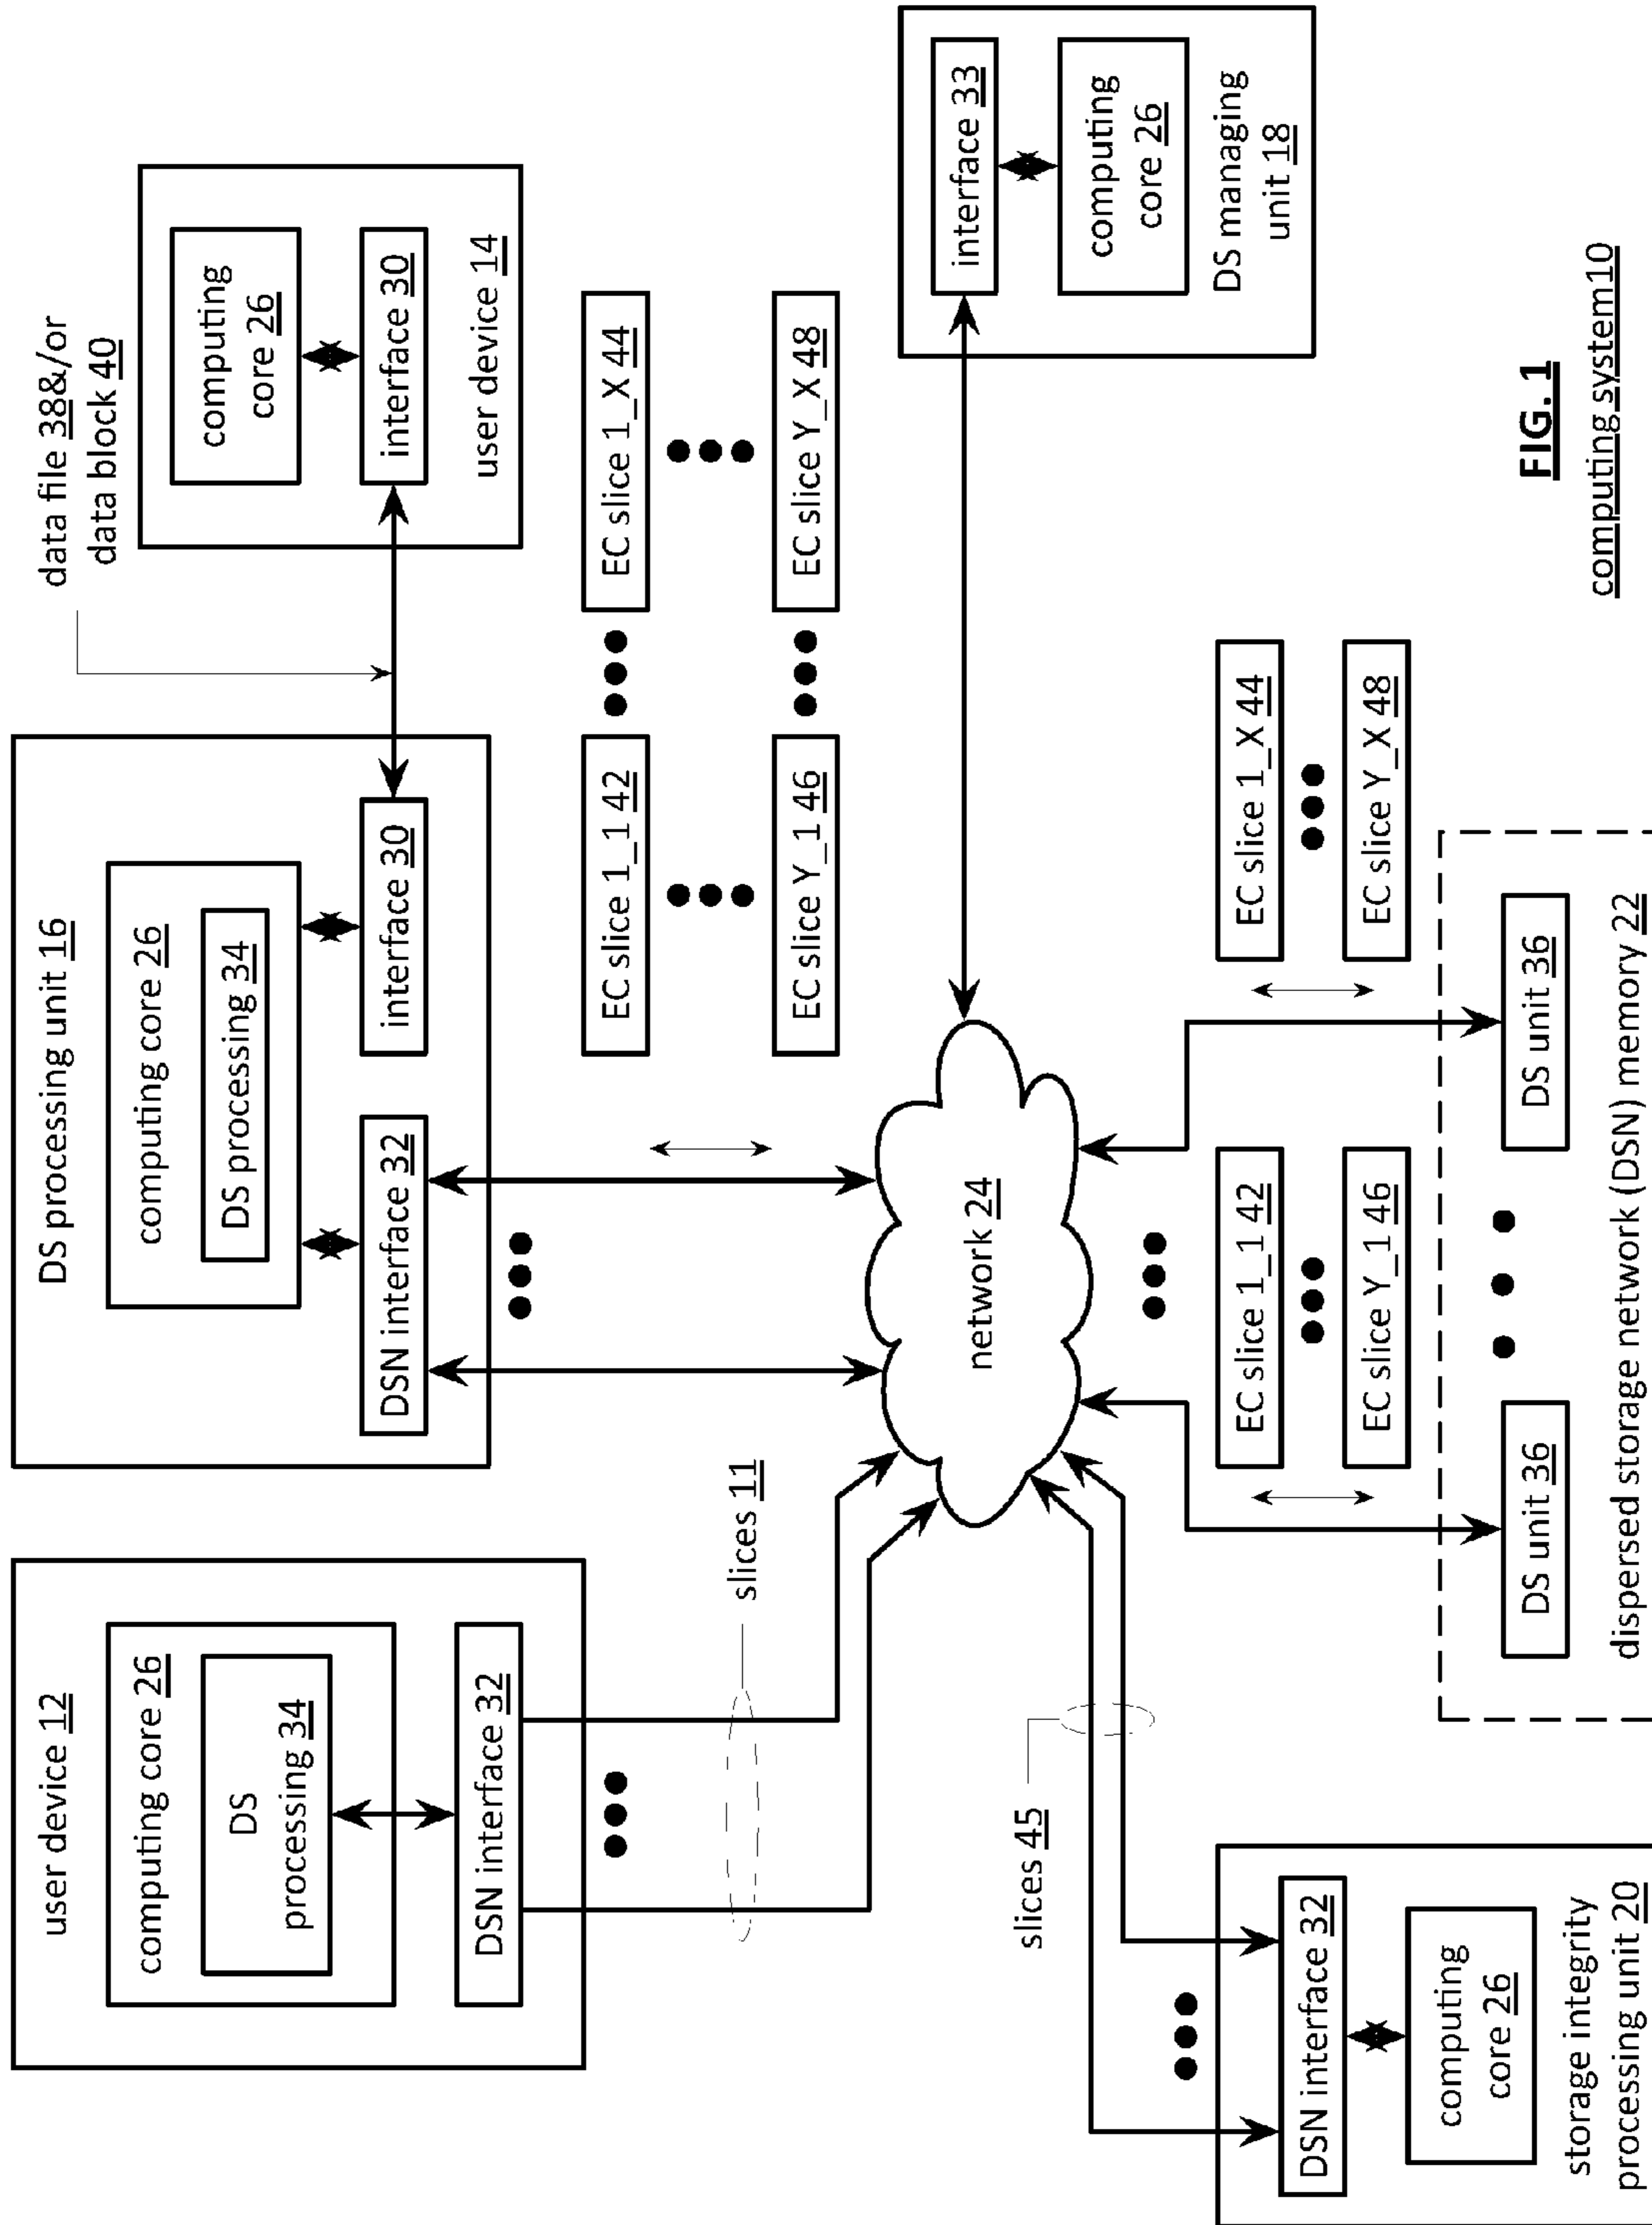 user device 12
computing core 26
DS
processing 34
DSN interface 32
slices 11
DS processing unit 16
computing core 26
DS processing 34
DSN interface 32
interface 30
data file 38&/or
data block 40
computing
core 26
interface 30
user device 14
EC slice 1_1 42
EC slice 1_X 44
EC slice Y_1 46
EC slice Y_X 48
network 24
interface 33
computing
core 26
DS managing
unit 18
slices 45
DSN interface 32
computing
core 26
storage integrity
processing unit 20
EC slice 1_1 42
EC slice Y_1 46
EC slice 1_X 44
EC slice Y_X 48
DS unit 36
DS unit 36
dispersed storage network (DSN) memory 22
FIG. 1
computing system10